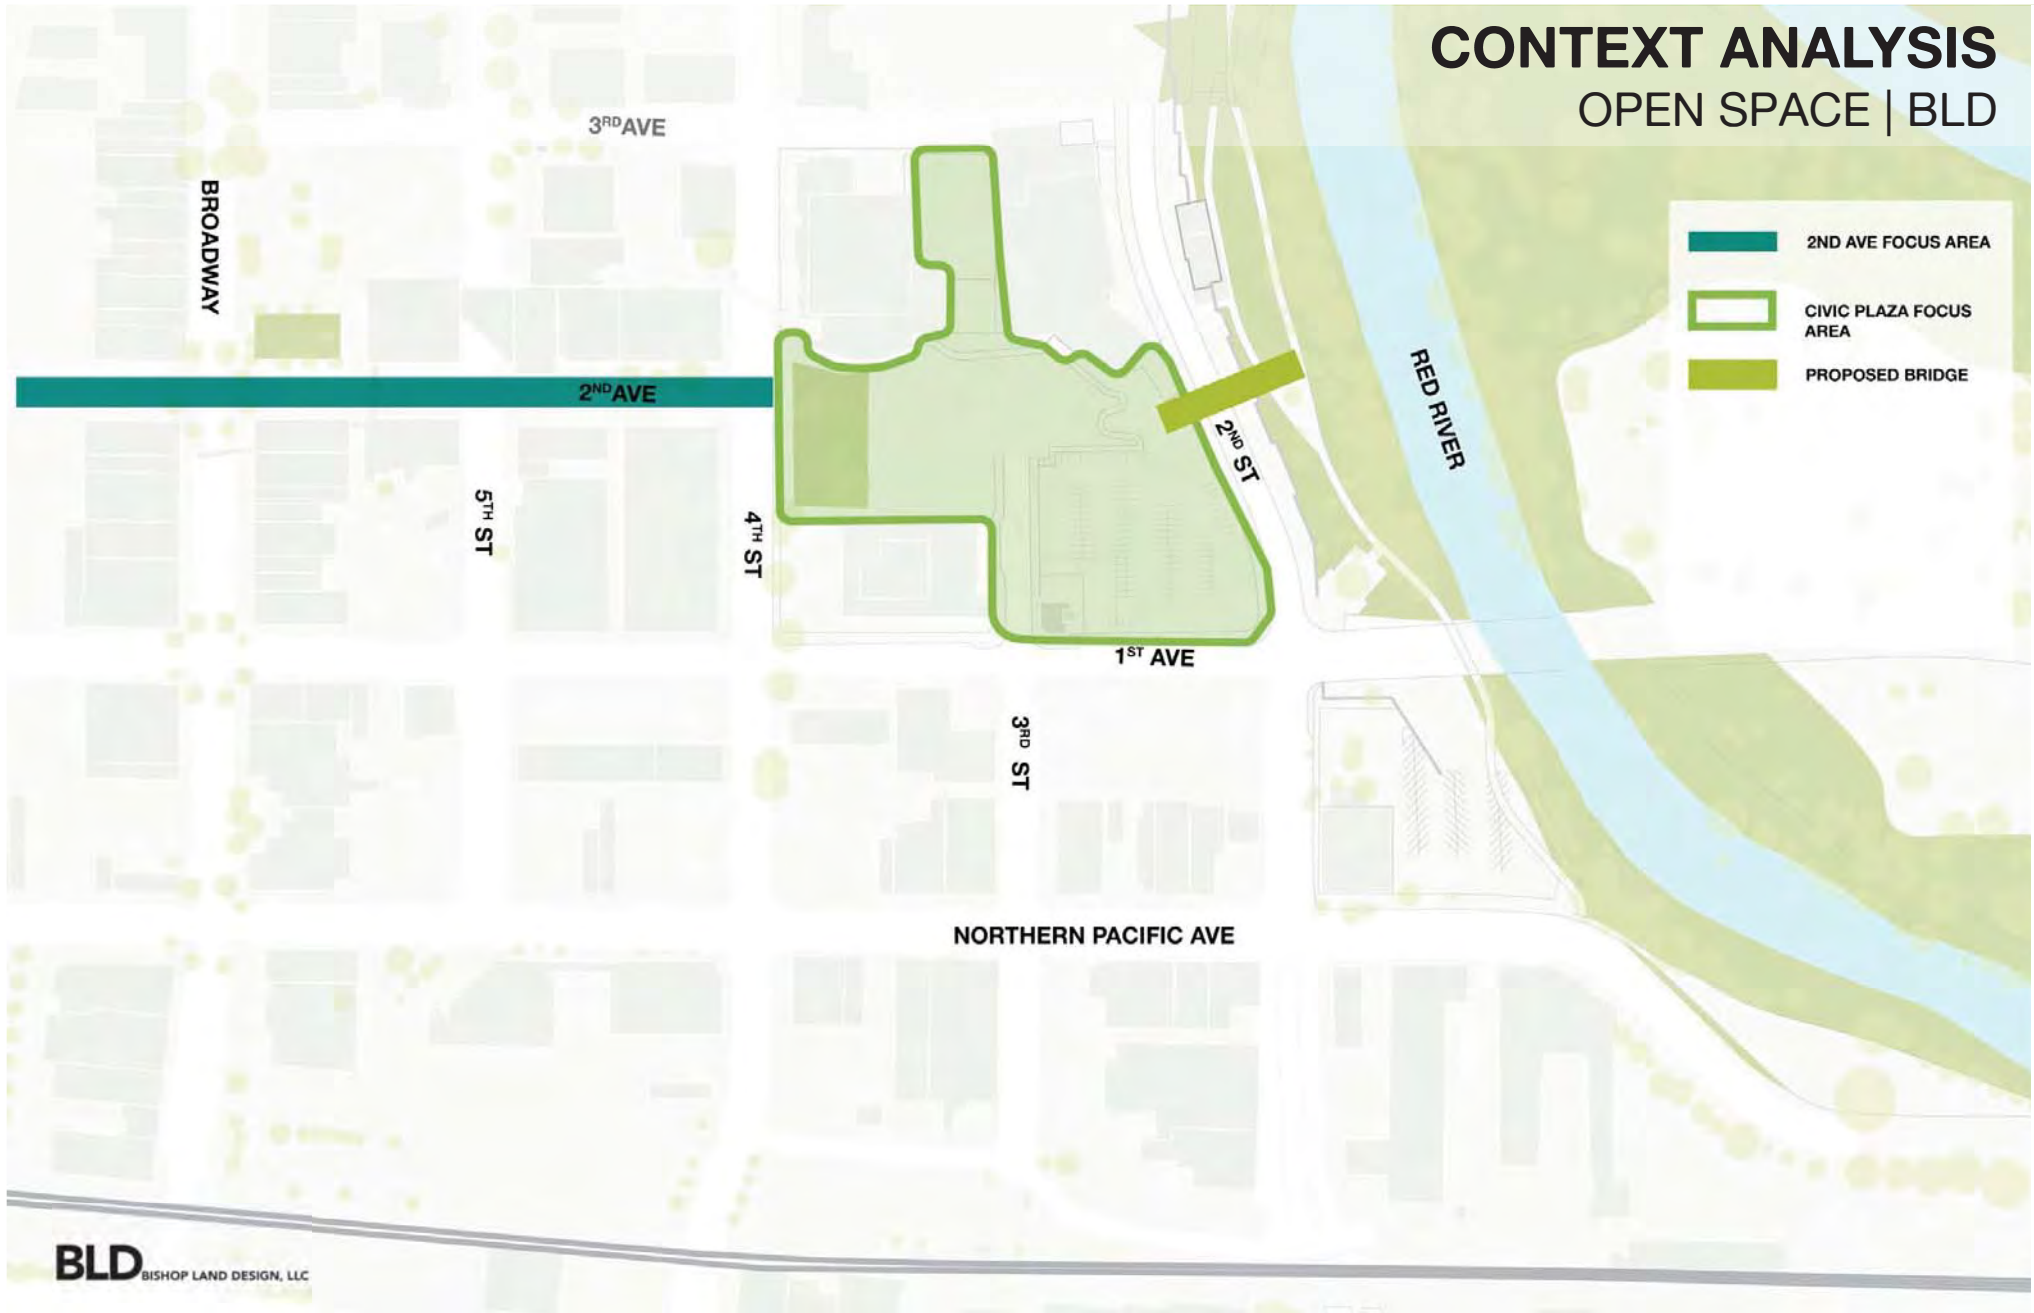 CONTEXT ANALYSIS
OPEN SPACE | BLD
3RD AVE
BROADWAY
2ND AVE FOCUS AREA
CIVIC PLAZA FOCUS
AREA
PROPOSED BRIDGE
2ND AVE
RED RIVER
2ND ST
5TH ST
4TH ST
1ST AVE
3RD ST
NORTHERN PACIFIC AVE
BLD BISHOP LAND DESIGN, LLC